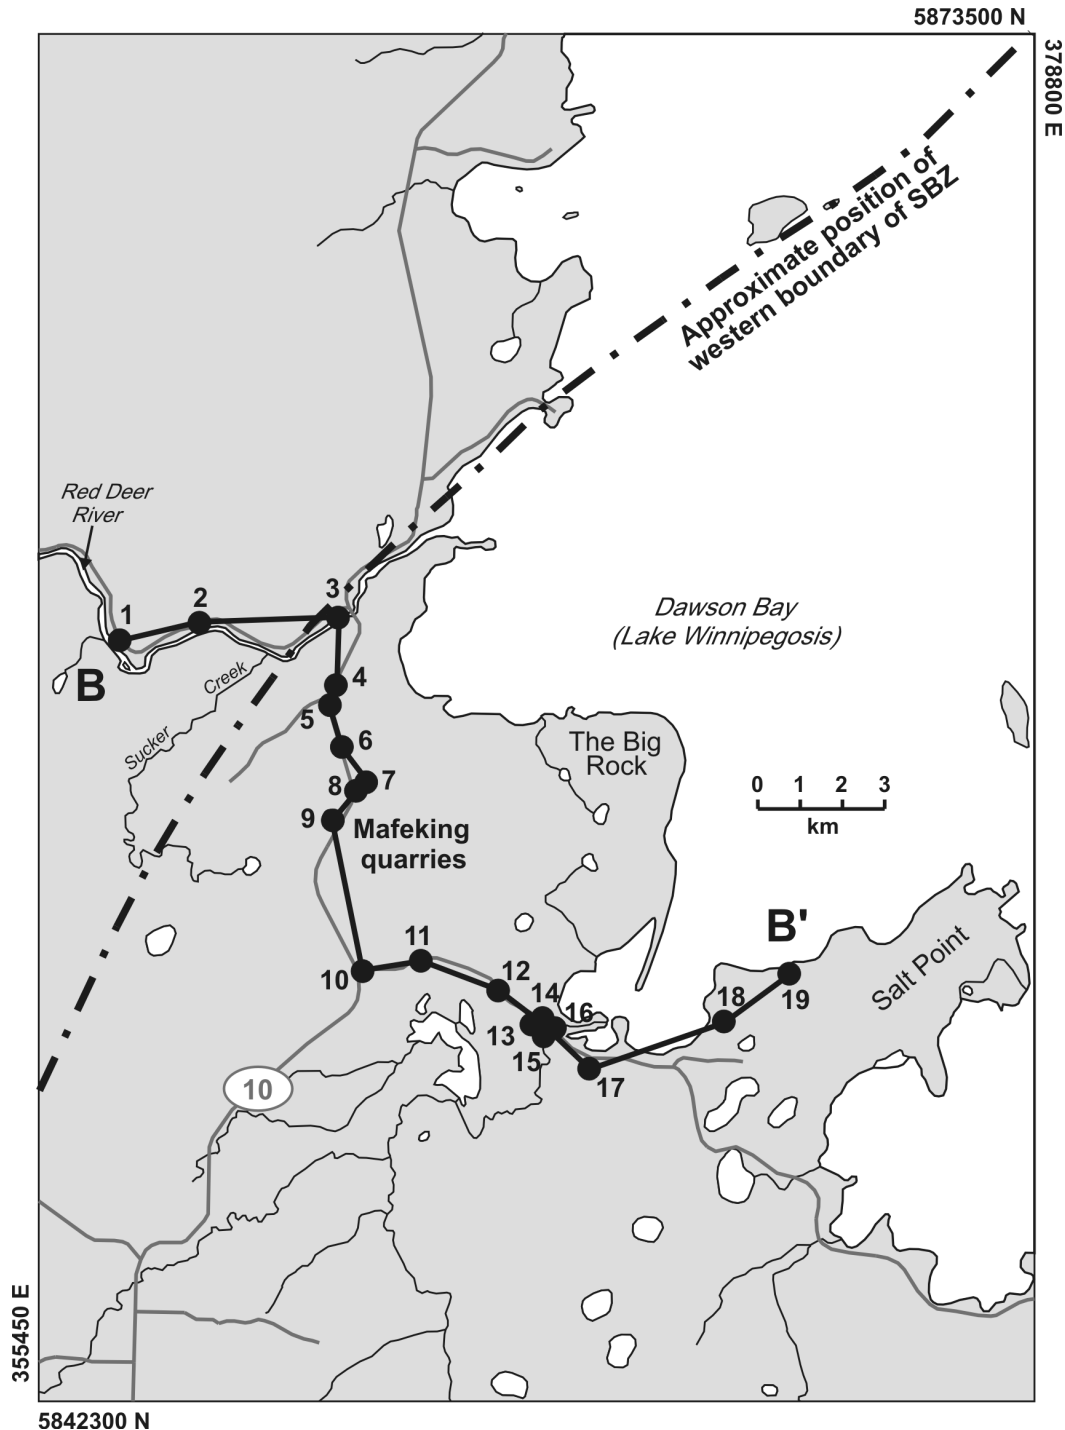 5873500 N
378800 E
Approximate position of
western boundary of SBZ
Red Deer
River
1
2
3
B
Creek
Sucker
4
5
6
7
8
9
Mafeking
quarries
Dawson Bay
(Lake Winnipegosis)
The Big
Rock
0 1 2 3
km
B'
Salt Point
10
11
12
13
14
15
16
17
18
19
10
355450 E
5842300 N